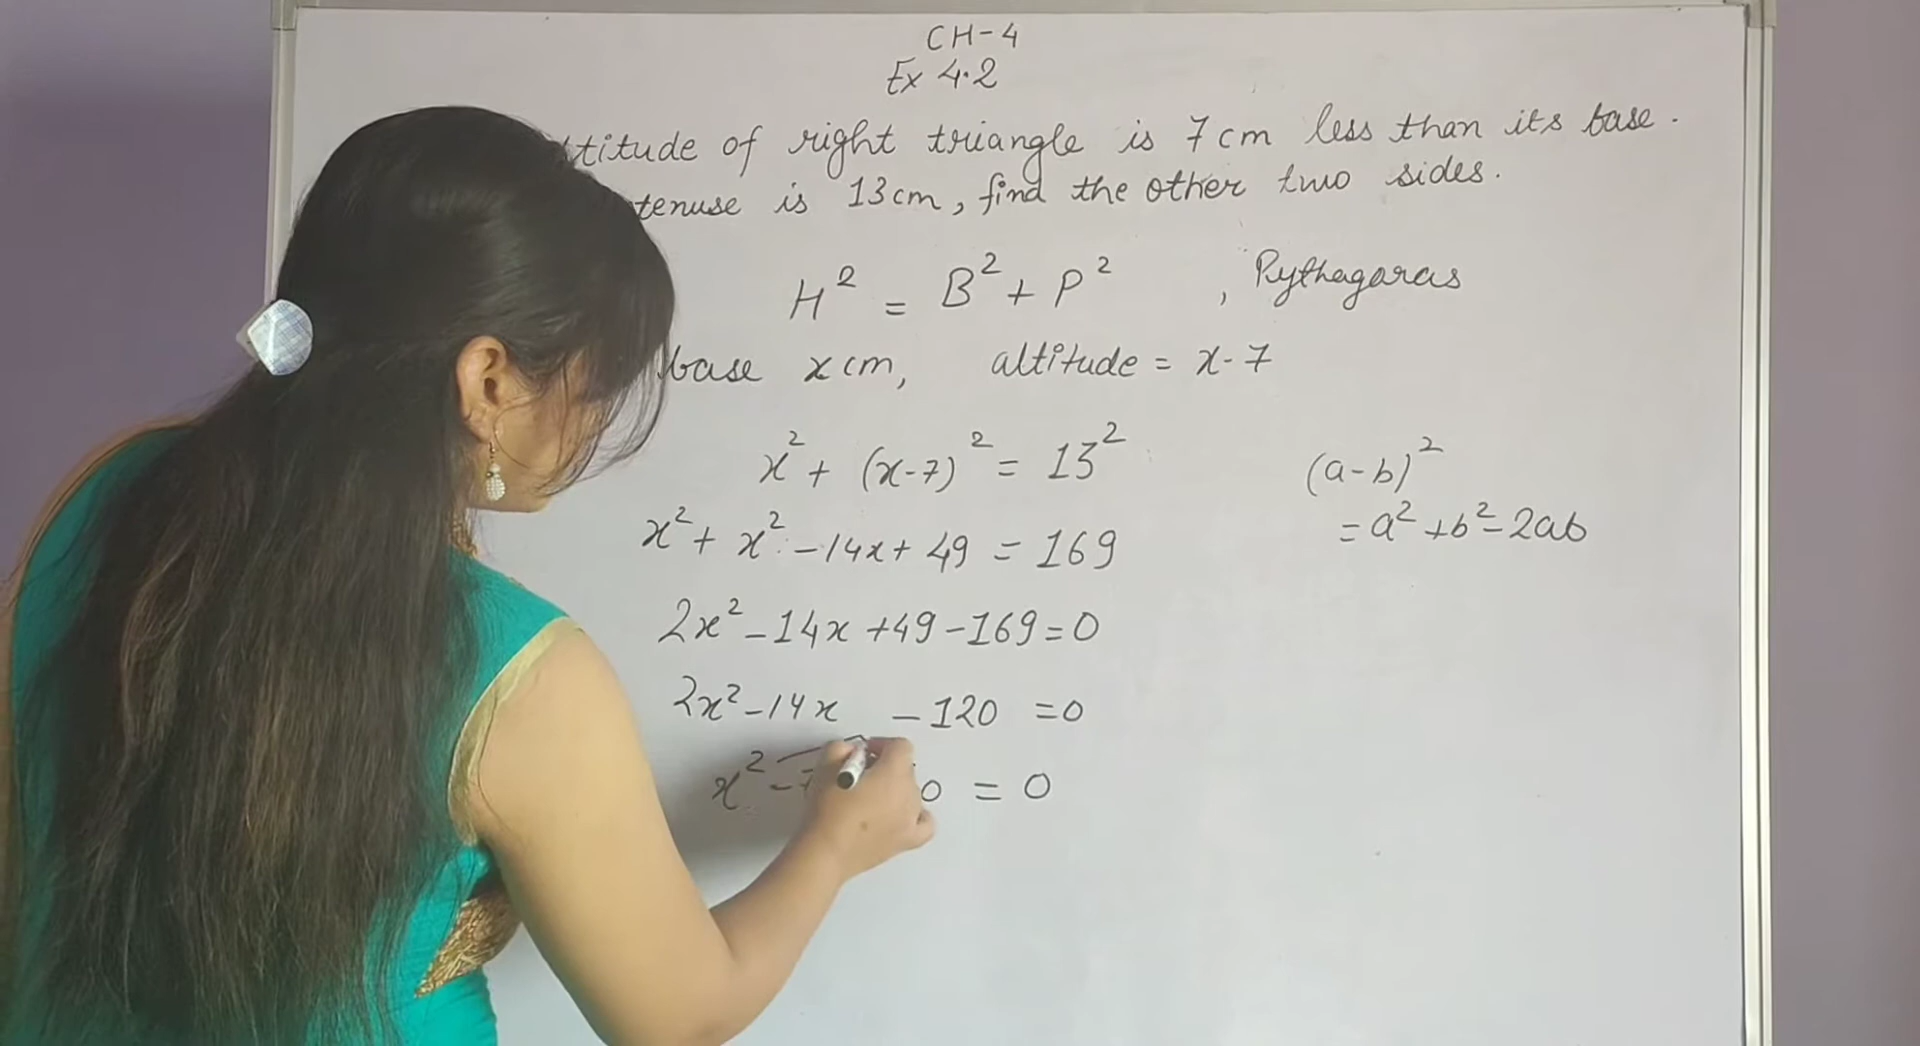 CH-4
Ex 4.2
titude of right triangle is 7cm less than its base.
tenuse is 13cm, find the other two sides.
H² = B² + P² , Pythagoras
base x cm, altitude = x-7
x² + (x-7)² = 13²
(a-b)²
x² + x² - 14x + 49 = 169
= a² + b² - 2ab
2x² - 14x + 49 - 169 = 0
2x² - 14x - 120 = 0
x² - 0 = 0